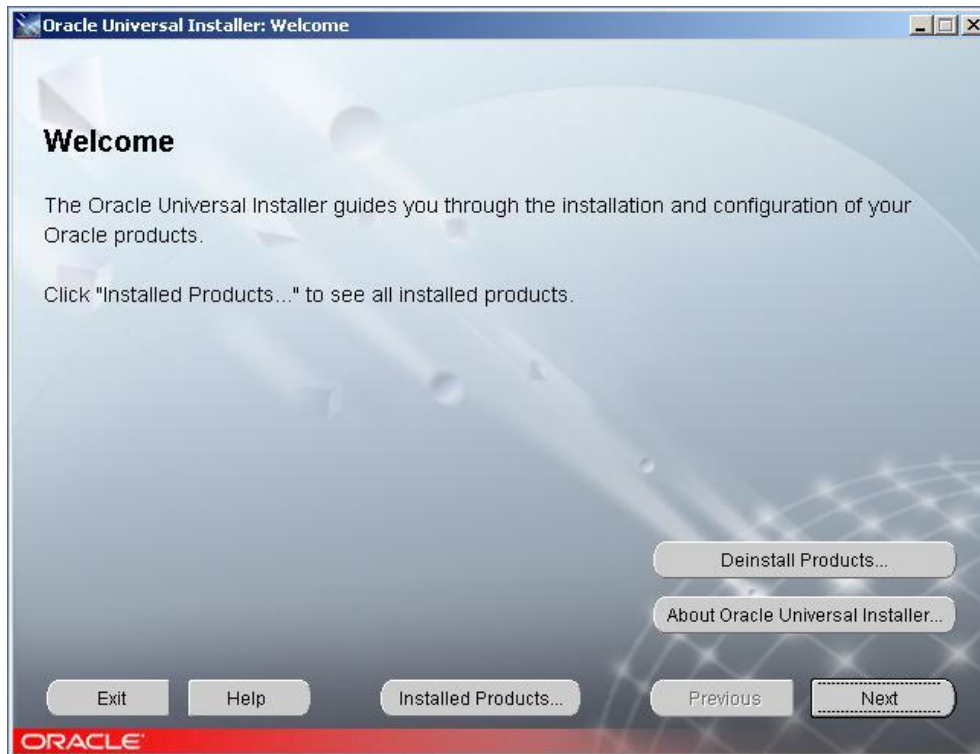 Oracle Universal Installer: Welcome
Welcome
The Oracle Universal Installer guides you through the installation and configuration of your
Oracle products.
Click "Installed Products..." to see all installed products.
Deinstall Products...
About Oracle Universal Installer...
Exit Help Installed Products... Previous Next
ORACLE